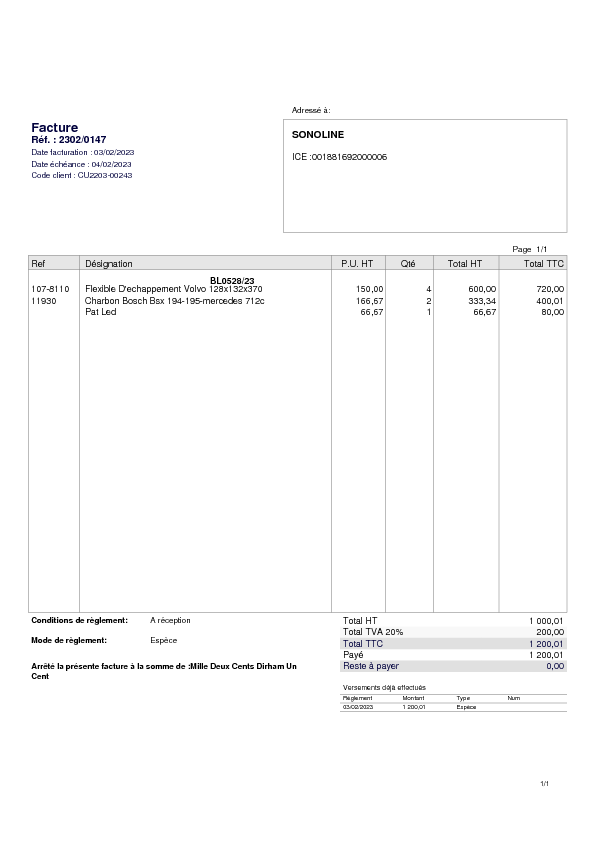 Adressé à:
Facture
Réf. : 2302/0147
Date facturation : 03/02/2023
Date échéance : 04/02/2023
Code client : CU2203-00243
SONOLINE
ICE :001881692000006
Page 1/1
Ref Désignation P.U. HT Qté Total HT Total TTC
BL0528/23
107-8110 Flexible D'echappement Volvo 128x132x370 150,00 4 600,00 720,00
11930 Charbon Bosch Bsx 194-195-mercedes 712c 166,67 2 333,34 400,01
Pat Led 66,67 1 66,67 80,00
Conditions de règlement: A réception
Mode de règlement: Espèce
Arrêté la présente facture à la somme de :Mille Deux Cents Dirham Un
Cent
Total HT 1 000,01
Total TVA 20% 200,00
Total TTC 1 200,01
Payé 1 200,01
Reste à payer 0,00
Versements déjà effectués
Règlement Montant Type Num
03/02/2023 1 200,01 Espèce
1/1